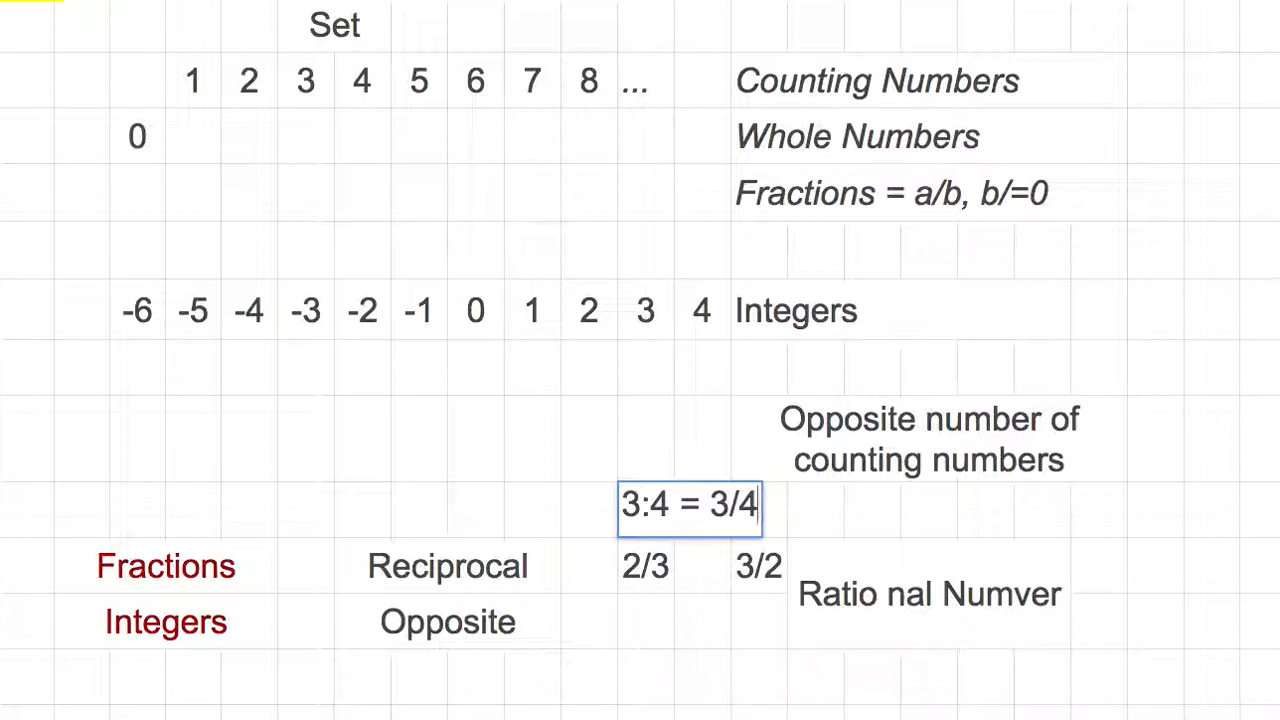 Set
1 2 3 4 5 6 7 8 ... Counting Numbers
0 Whole Numbers
Fractions = a/b, b/=0
-6 -5 -4 -3 -2 -1 0 1 2 3 4 Integers
Opposite number of
counting numbers
3:4 = 3/4
Fractions Reciprocal 2/3 3/2
Ratio nal Numver
Integers Opposite